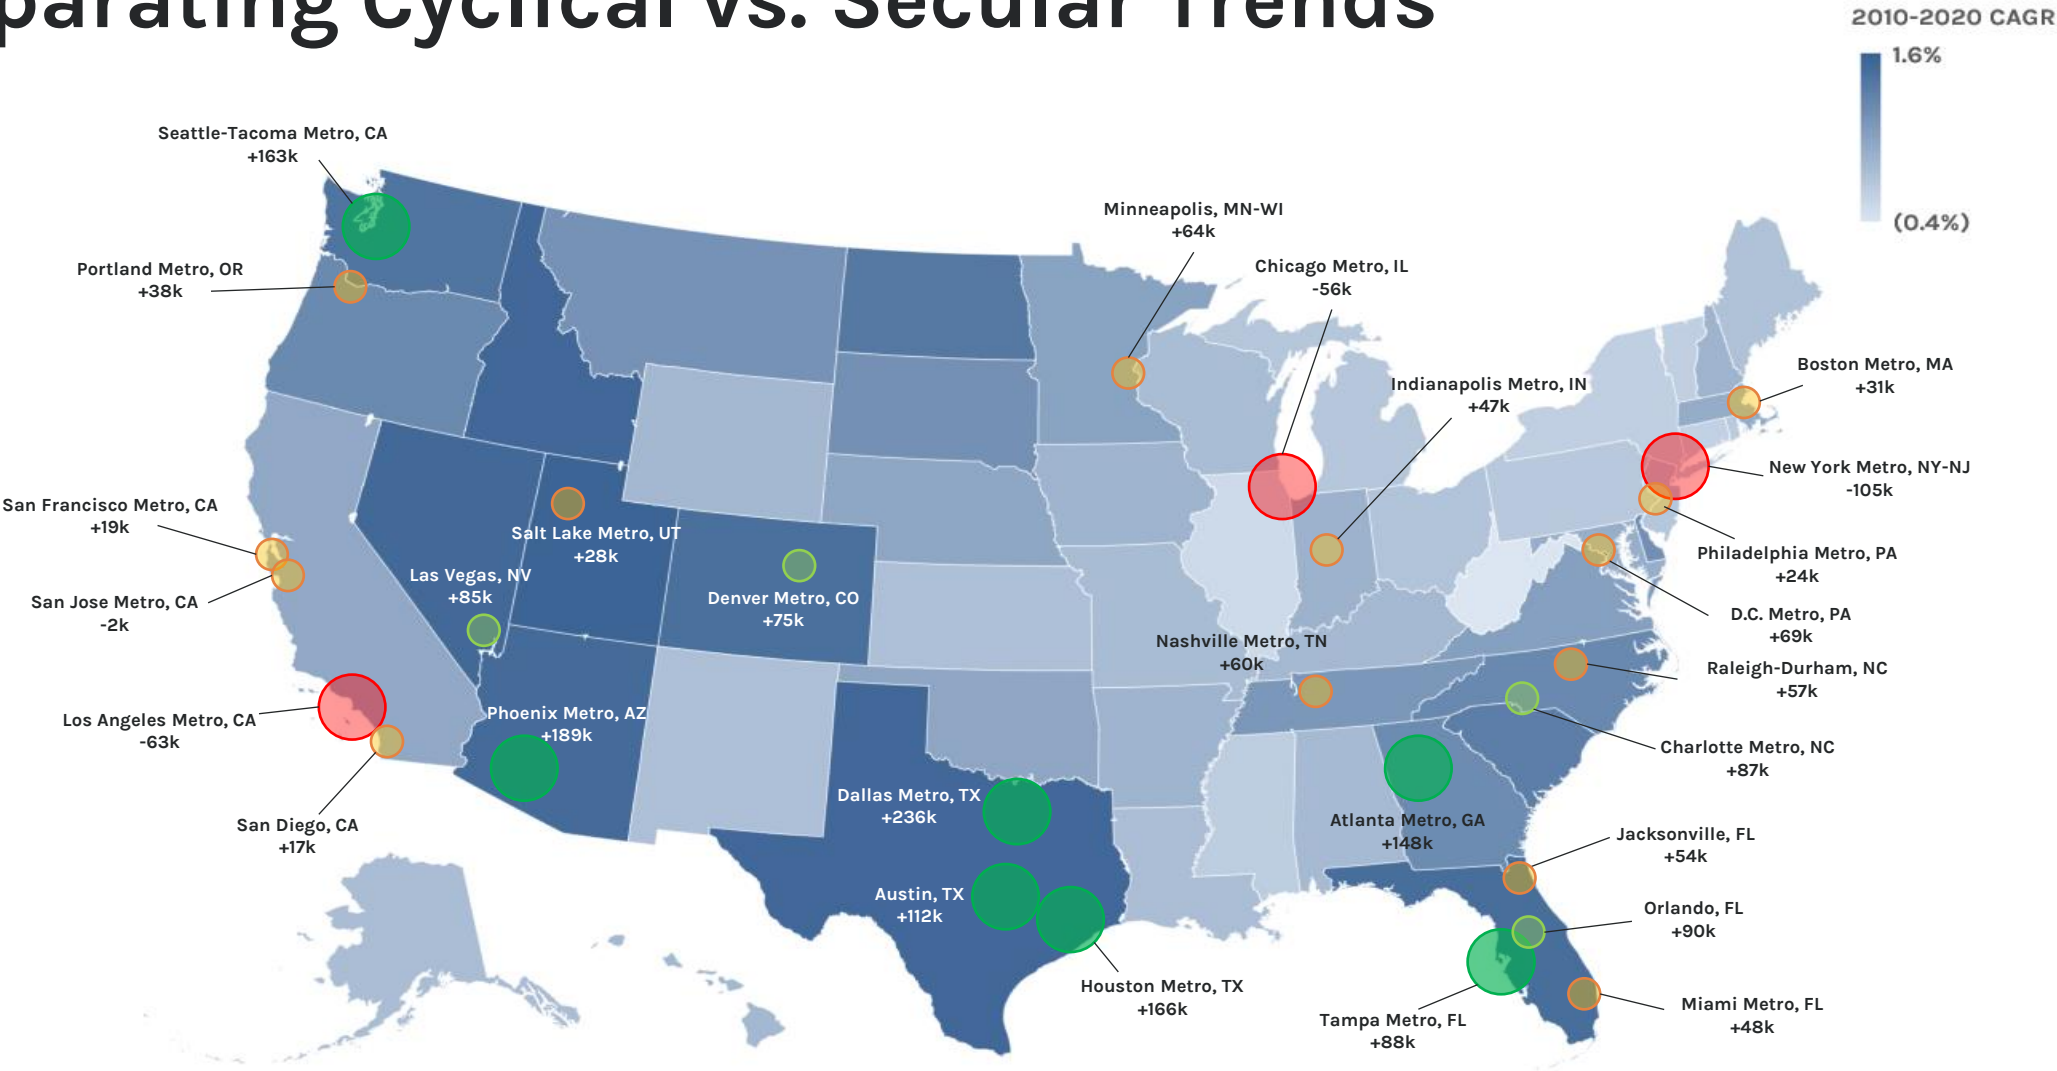 parating Cyclical vs. Secular Trends
2010-2020 CAGR
1.6%
(0.4%)
Seattle-Tacoma Metro, CA
+163k
Portland Metro, OR
+38k
Minneapolis, MN-WI
+64k
Chicago Metro, IL
-56k
Indianapolis Metro, IN
+47k
Boston Metro, MA
+31k
New York Metro, NY-NJ
-105k
San Francisco Metro, CA
+19k
Salt Lake Metro, UT
+28k
Las Vegas, NV
+85k
Denver Metro, CO
+75k
San Jose Metro, CA
-2k
Philadelphia Metro, PA
+24k
D.C. Metro, PA
+69k
Nashville Metro, TN
+60k
Raleigh-Durham, NC
+57k
Los Angeles Metro, CA
-63k
Phoenix Metro, AZ
+189k
Charlotte Metro, NC
+87k
San Diego, CA
+17k
Dallas Metro, TX
+236k
Atlanta Metro, GA
+148k
Jacksonville, FL
+54k
Austin, TX
+112k
Orlando, FL
+90k
Houston Metro, TX
+166k
Tampa Metro, FL
+88k
Miami Metro, FL
+48k